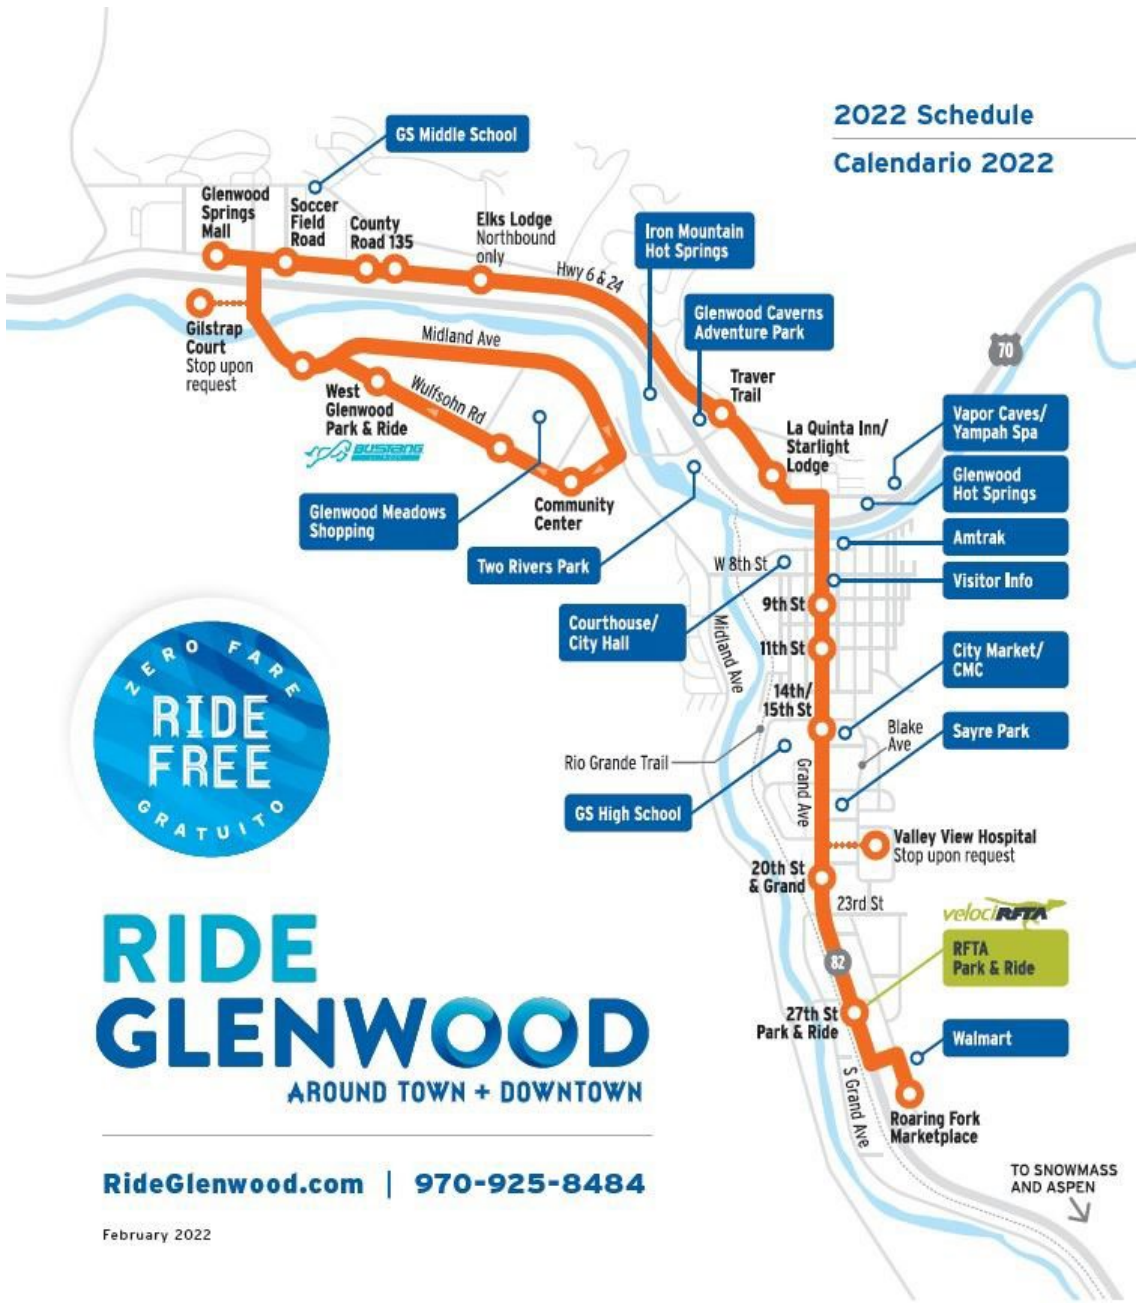 2022 Schedule
Calendario 2022
GS Middle School
Glenwood
Springs
Mall
Soccer
Field
Road
County
Road 135
Elks Lodge
Northbound
only
Hwy 6 & 24
Iron Mountain
Hot Springs
Glenwood Caverns
Adventure Park
70
Gilstrap
Court
Stop upon
request
Midland Ave
West
Glenwood
Park & Ride
BUSTANG
Wulfsohn Rd
Traver
Trail
La Quinta Inn/
Starlight
Lodge
Vapor Caves/
Yampah Spa
Glenwood
Hot Springs
Amtrak
Visitor Info
Glenwood Meadows
Shopping
Community
Center
Two Rivers Park
W 8th St
Courthouse/
City Hall
Midland Ave
9th St
11th St
14th/
15th St
City Market/
CMC
Blake
Ave
Sayre Park
Rio Grande Trail
GS High School
Grand Ave
Valley View Hospital
Stop upon request
20th St
& Grand
23rd St
velociRFTA
RFTA
Park & Ride
82
27th St
Park & Ride
Walmart
S Grand Ave
Roaring Fork
Marketplace
TO SNOWMASS
AND ASPEN
ZERO FARE
RIDE
FREE
GRATUITO
RIDE
GLENWOOD
AROUND TOWN + DOWNTOWN
RideGlenwood.com | 970-925-8484
February 2022